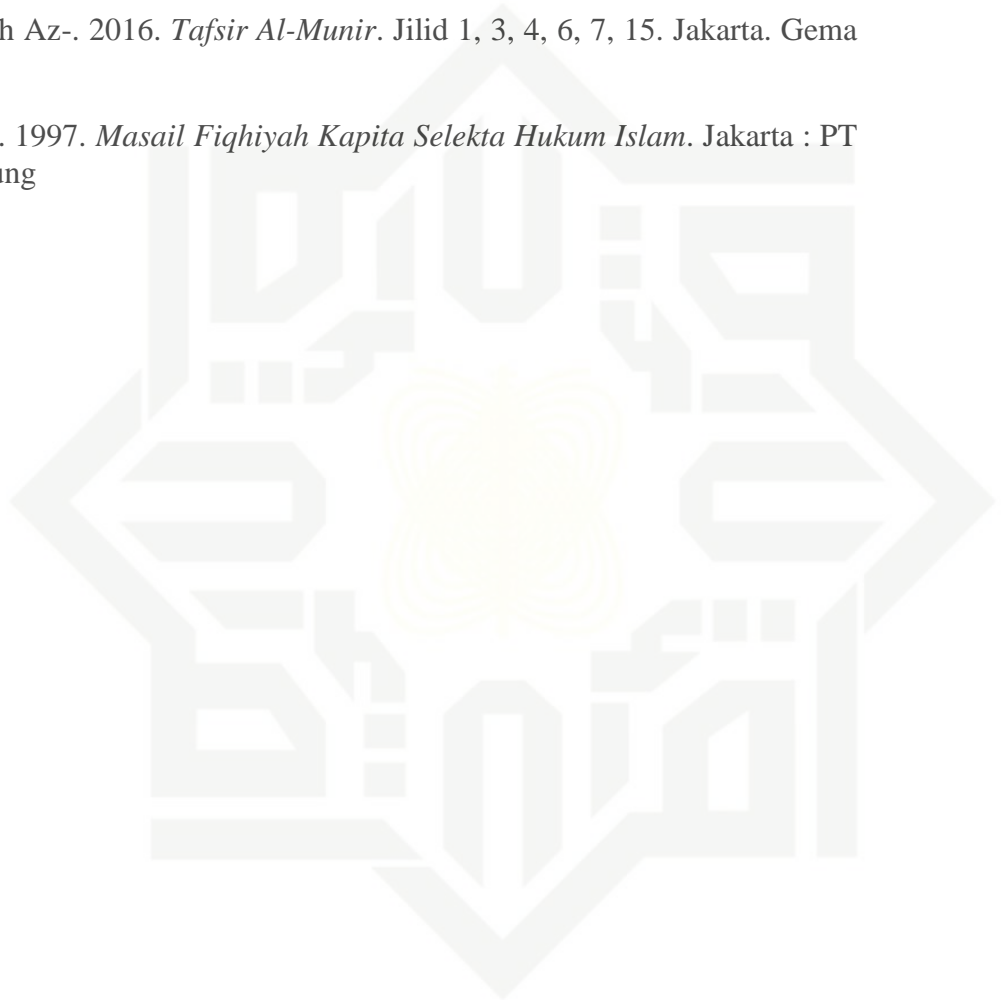 h Az-. 2016. Tafsir Al-Munir. Jilid 1, 3, 4, 6, 7, 15. Jakarta. Gema
. 1997. Masail Fiqhiyah Kapita Selekta Hukum Islam. Jakarta : PT
ung